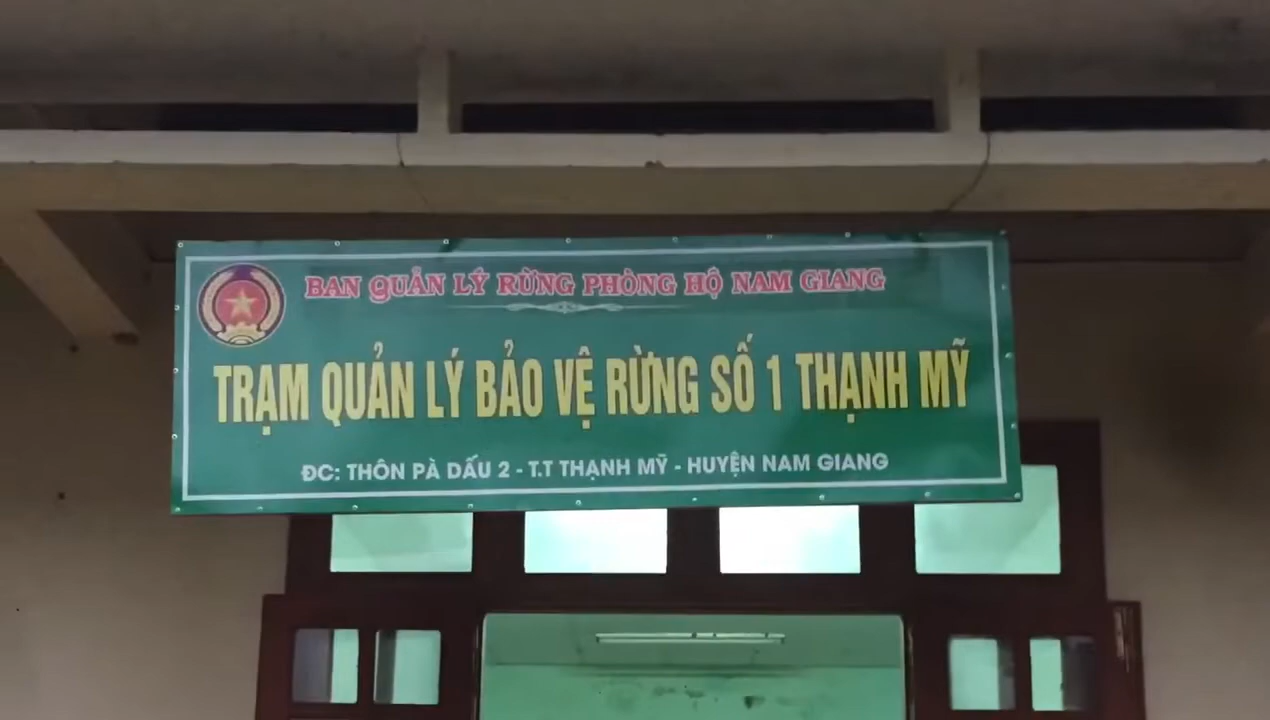 BAN QUẢN LÝ RỪNG PHÒNG HỘ NAM GIANG
TRẠM QUẢN LÝ BẢO VỆ RỪNG SỐ 1 THẠNH MỸ
ĐC: THÔN PÀ DẤU 2 - T.T THẠNH MỸ - HUYỆN NAM GIANG